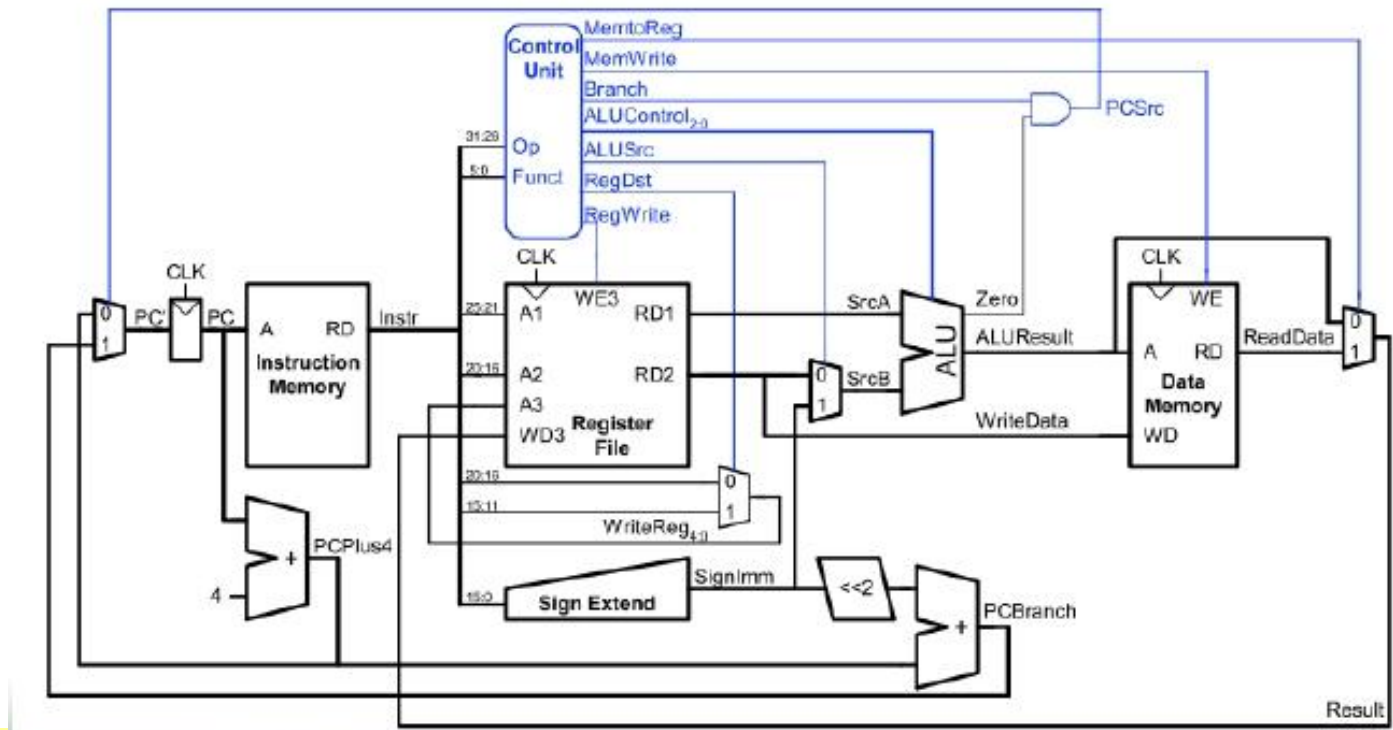 MemtoReg
Control
Unit
MemWrite
Branch
PCSrc
ALUControl2:0
31:26
Op
ALUSrc
5:0
Funct
RegDst
RegWrite
CLK
CLK
CLK
0
1
PC'
PC
A
RD
Instruction
Memory
Instr
25:21
A1
WE3
RD1
SrcA
Zero
WE
20:16
A2
RD2
0
1
SrcB
ALU
ALUResult
A
RD
ReadData
0
1
A3
WD3
Register
File
WriteData
Data
Memory
WD
20:16
0
15:11
1
WriteReg4:0
PCPlus4
+
4
15:0
Sign Extend
SignImm
<<2
+
PCBranch
Result